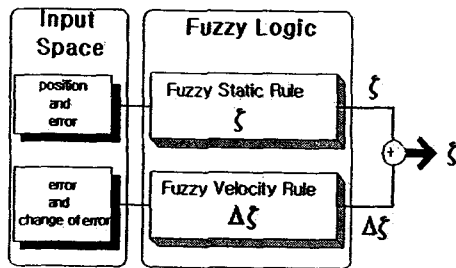 Input
Space
Fuzzy Logic
position
and
error
Fuzzy Static Rule
ζ
ζ
error
and
change of error
Fuzzy Velocity Rule
Δζ
Δζ
+
ζ